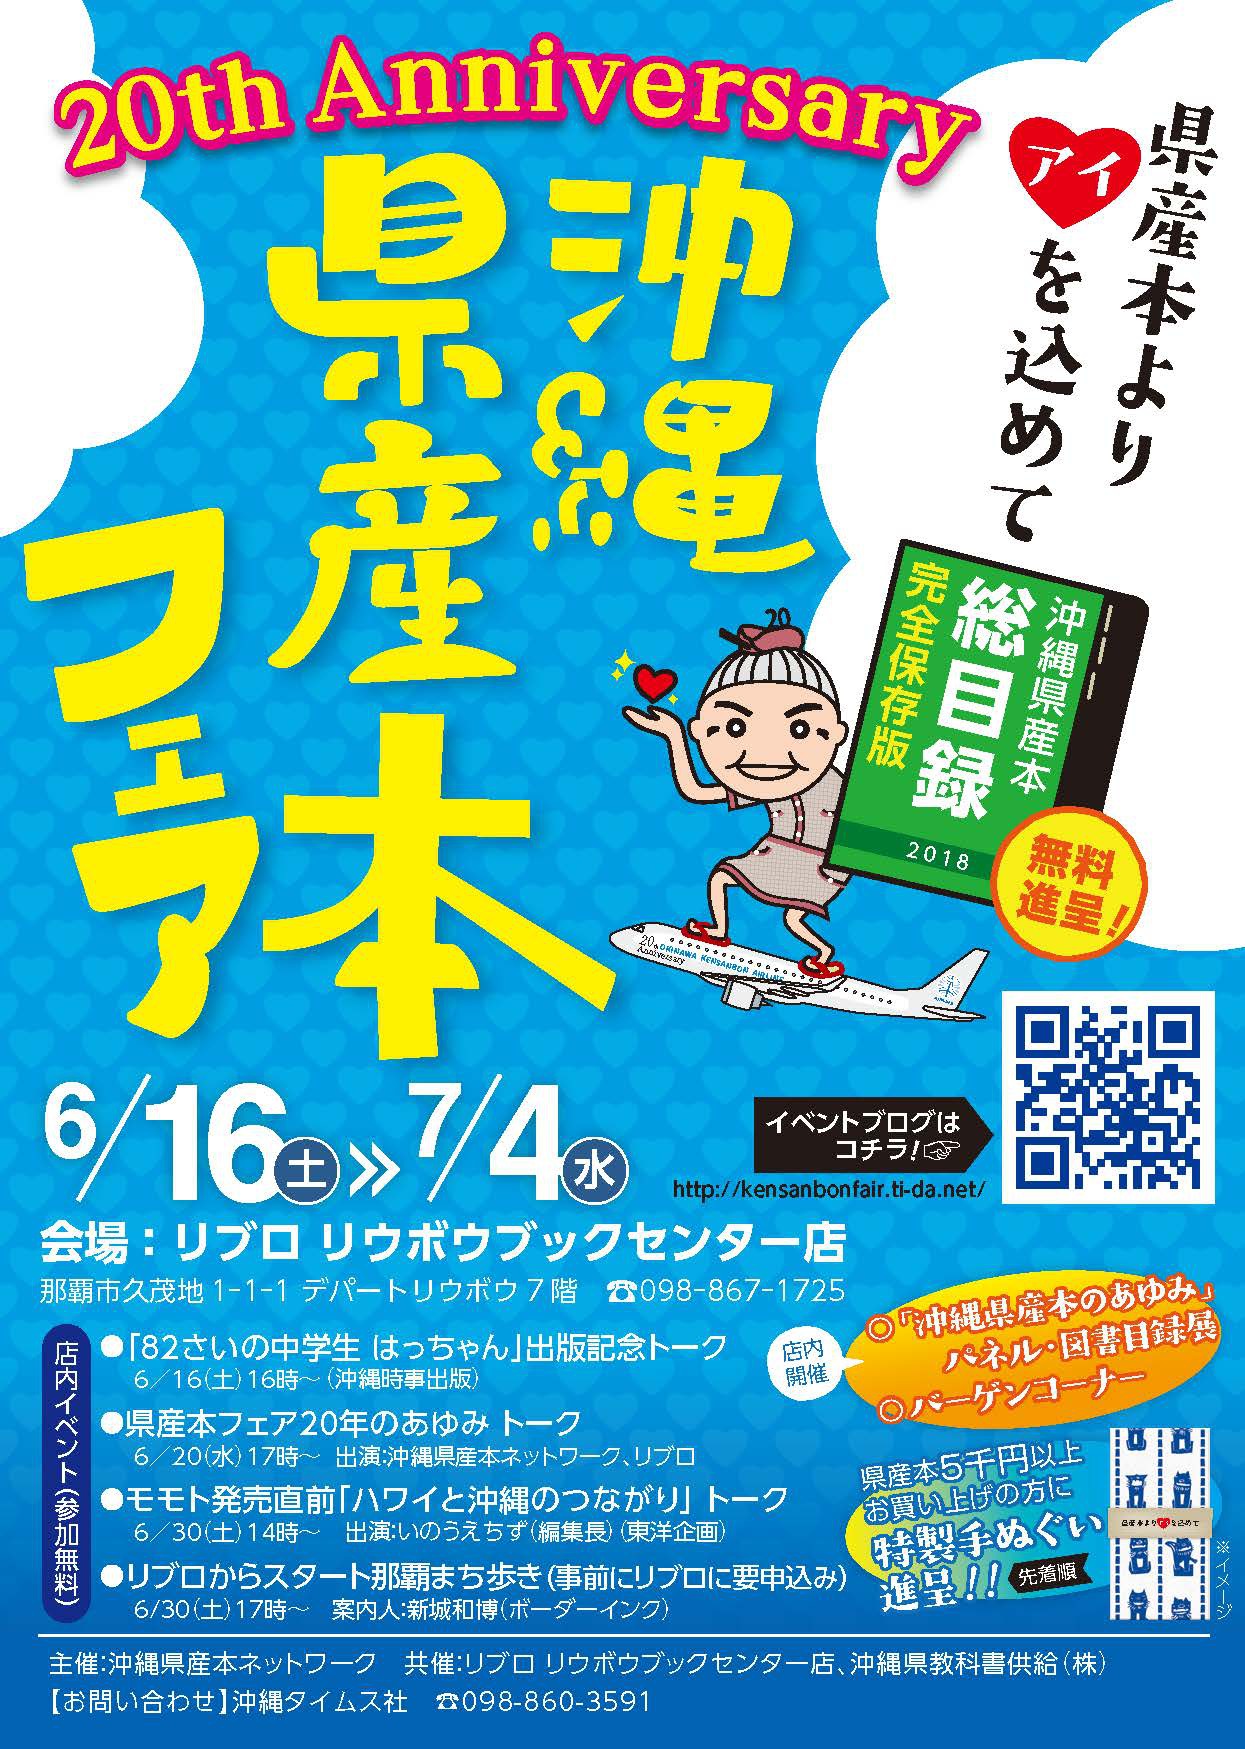 20th Anniversary
沖縄
県産
本
フェア
県産本より
アイを込めて
20
沖縄県産本
総目録
完全保存版
2018
無料
進呈!
20th
Anniversary
OKINAWA KENSANBON AIRLINE
6/16土≫7/4水
イベントブログは
コチラ!☞
http://kensanbonfair.ti-da.net/
会場：リブロ リウボウブックセンター店
那覇市久茂地 1-1-1 デパートリウボウ 7 階　☎098-867-1725
店内イベント(参加無料)
●「82さいの中学生 はっちゃん」出版記念トーク
6／16(土)16時～(沖縄時事出版)
●県産本フェア20年のあゆみ トーク
6／20(水)17時～ 出演:沖縄県産本ネットワーク、リブロ
●モモト発売直前「ハワイと沖縄のつながり」 トーク
6／30(土)14時～　出演:いのうえちず(編集長)(東洋企画)
●リブロからスタート那覇まち歩き(事前にリブロに要申込み)
6/30(土)17時～　案内人:新城和博(ボーダーインク)
店内
開催
◎「沖縄県産本のあゆみ」
パネル・図書目録展
◎バーゲンコーナー
県産本5千円以上
お買い上げの方に
特製手ぬぐい
進呈!!
先着順
県産本よりアイを込めて
※イメージ
主催:沖縄県産本ネットワーク　共催:リブロ リウボウブックセンター店、沖縄県教科書供給(株)
【お問い合わせ】沖縄タイムス社　☎098-860-3591